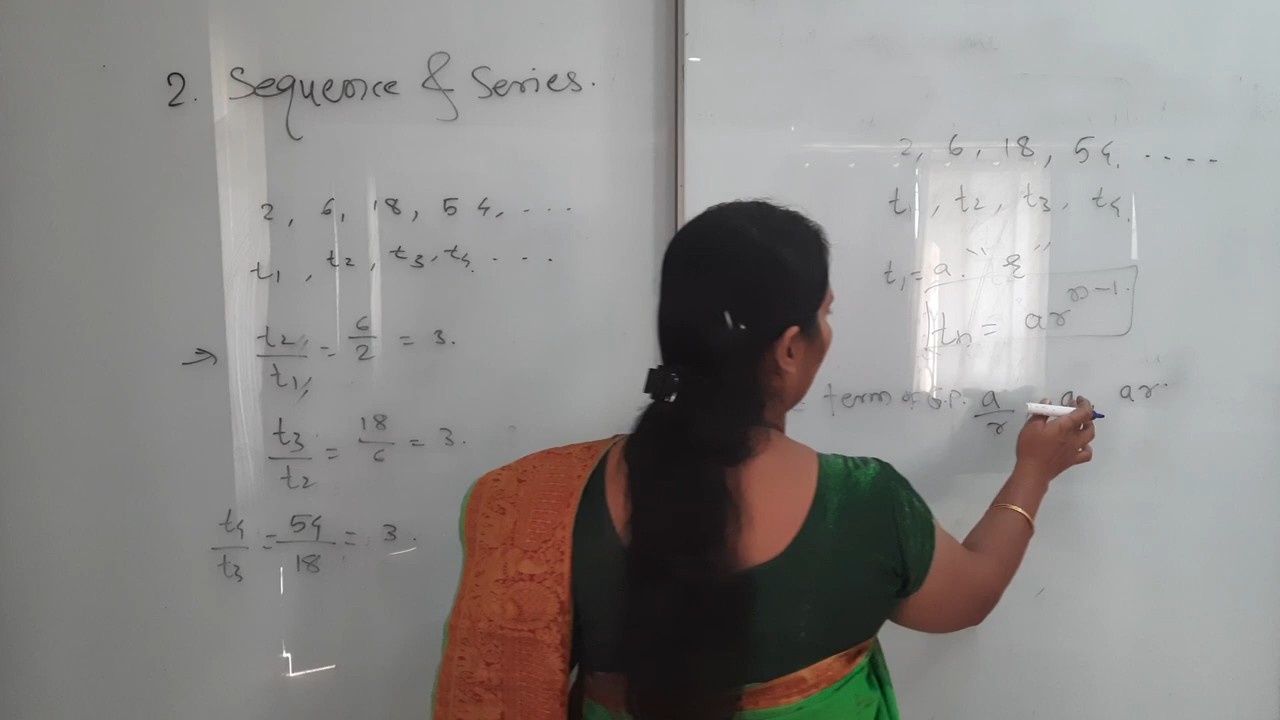 2. Sequence & Series.
2, 6, 18, 54, ....
t1, t2, t3, t4 ....
t2/t1 = 6/2 = 3.
t3/t2 = 18/6 = 3.
t4/t3 = 54/18 = 3.
2, 6, 18, 54, ....
t1, t2, t3, t4,
t1 = a. "r"
tn = ar^n-1.
term of G.P. a/r a ar